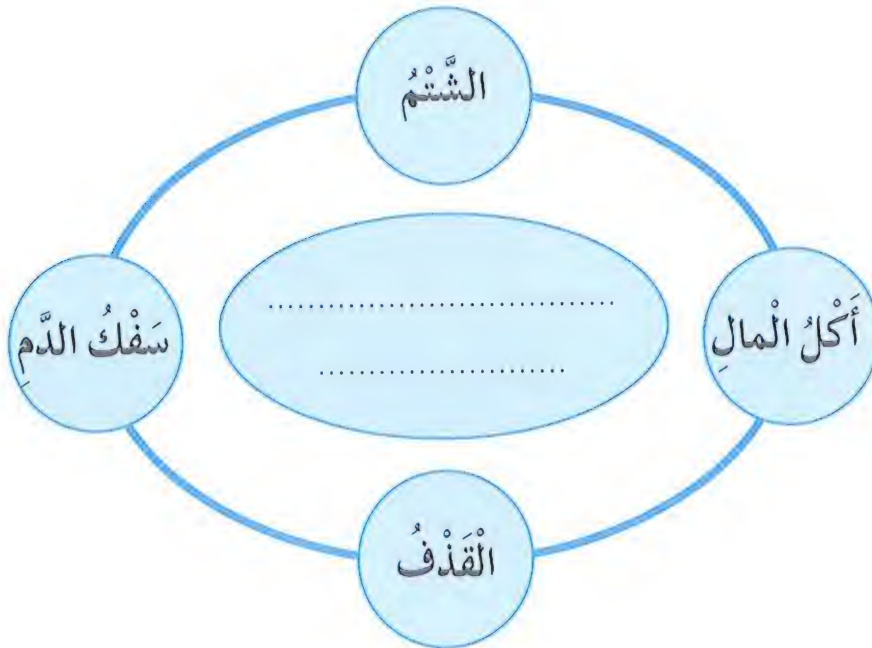 الشَّتْمُ
أَكْلُ الْمالِ
سَفْكُ الدَّمِ
الْقَذْفُ